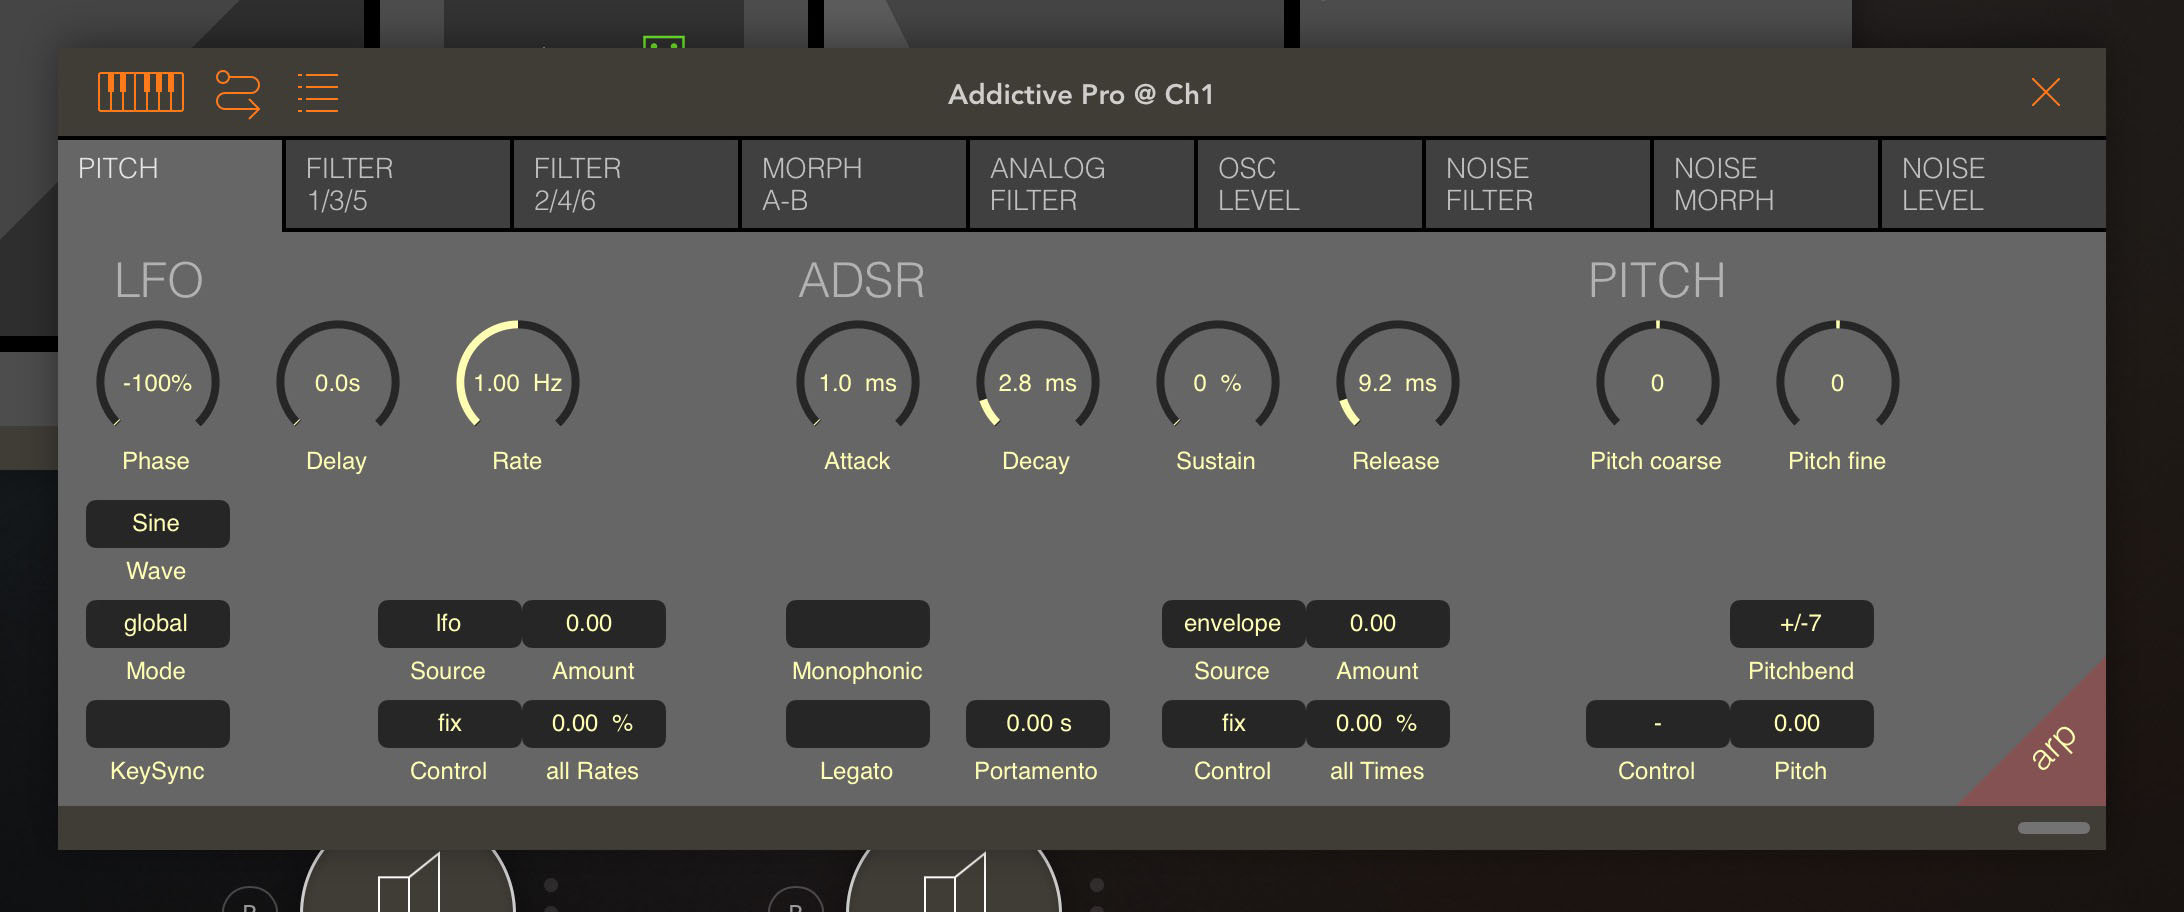 Addictive Pro @ Ch1
PITCH
FILTER
1/3/5
FILTER
2/4/6
MORPH
A-B
ANALOG
FILTER
OSC
LEVEL
NOISE
FILTER
NOISE
MORPH
NOISE
LEVEL
LFO
ADSR
PITCH
-100%
0.0s
1.00 Hz
1.0 ms
2.8 ms
0 %
9.2 ms
0
0
Phase
Delay
Rate
Attack
Decay
Sustain
Release
Pitch coarse
Pitch fine
Sine
Wave
global
lfo
0.00
envelope
0.00
+/-7
Mode
Source
Amount
Monophonic
Source
Amount
Pitchbend
fix
0.00 %
0.00 s
fix
0.00 %
-
0.00
KeySync
Control
all Rates
Legato
Portamento
Control
all Times
Control
Pitch
arp